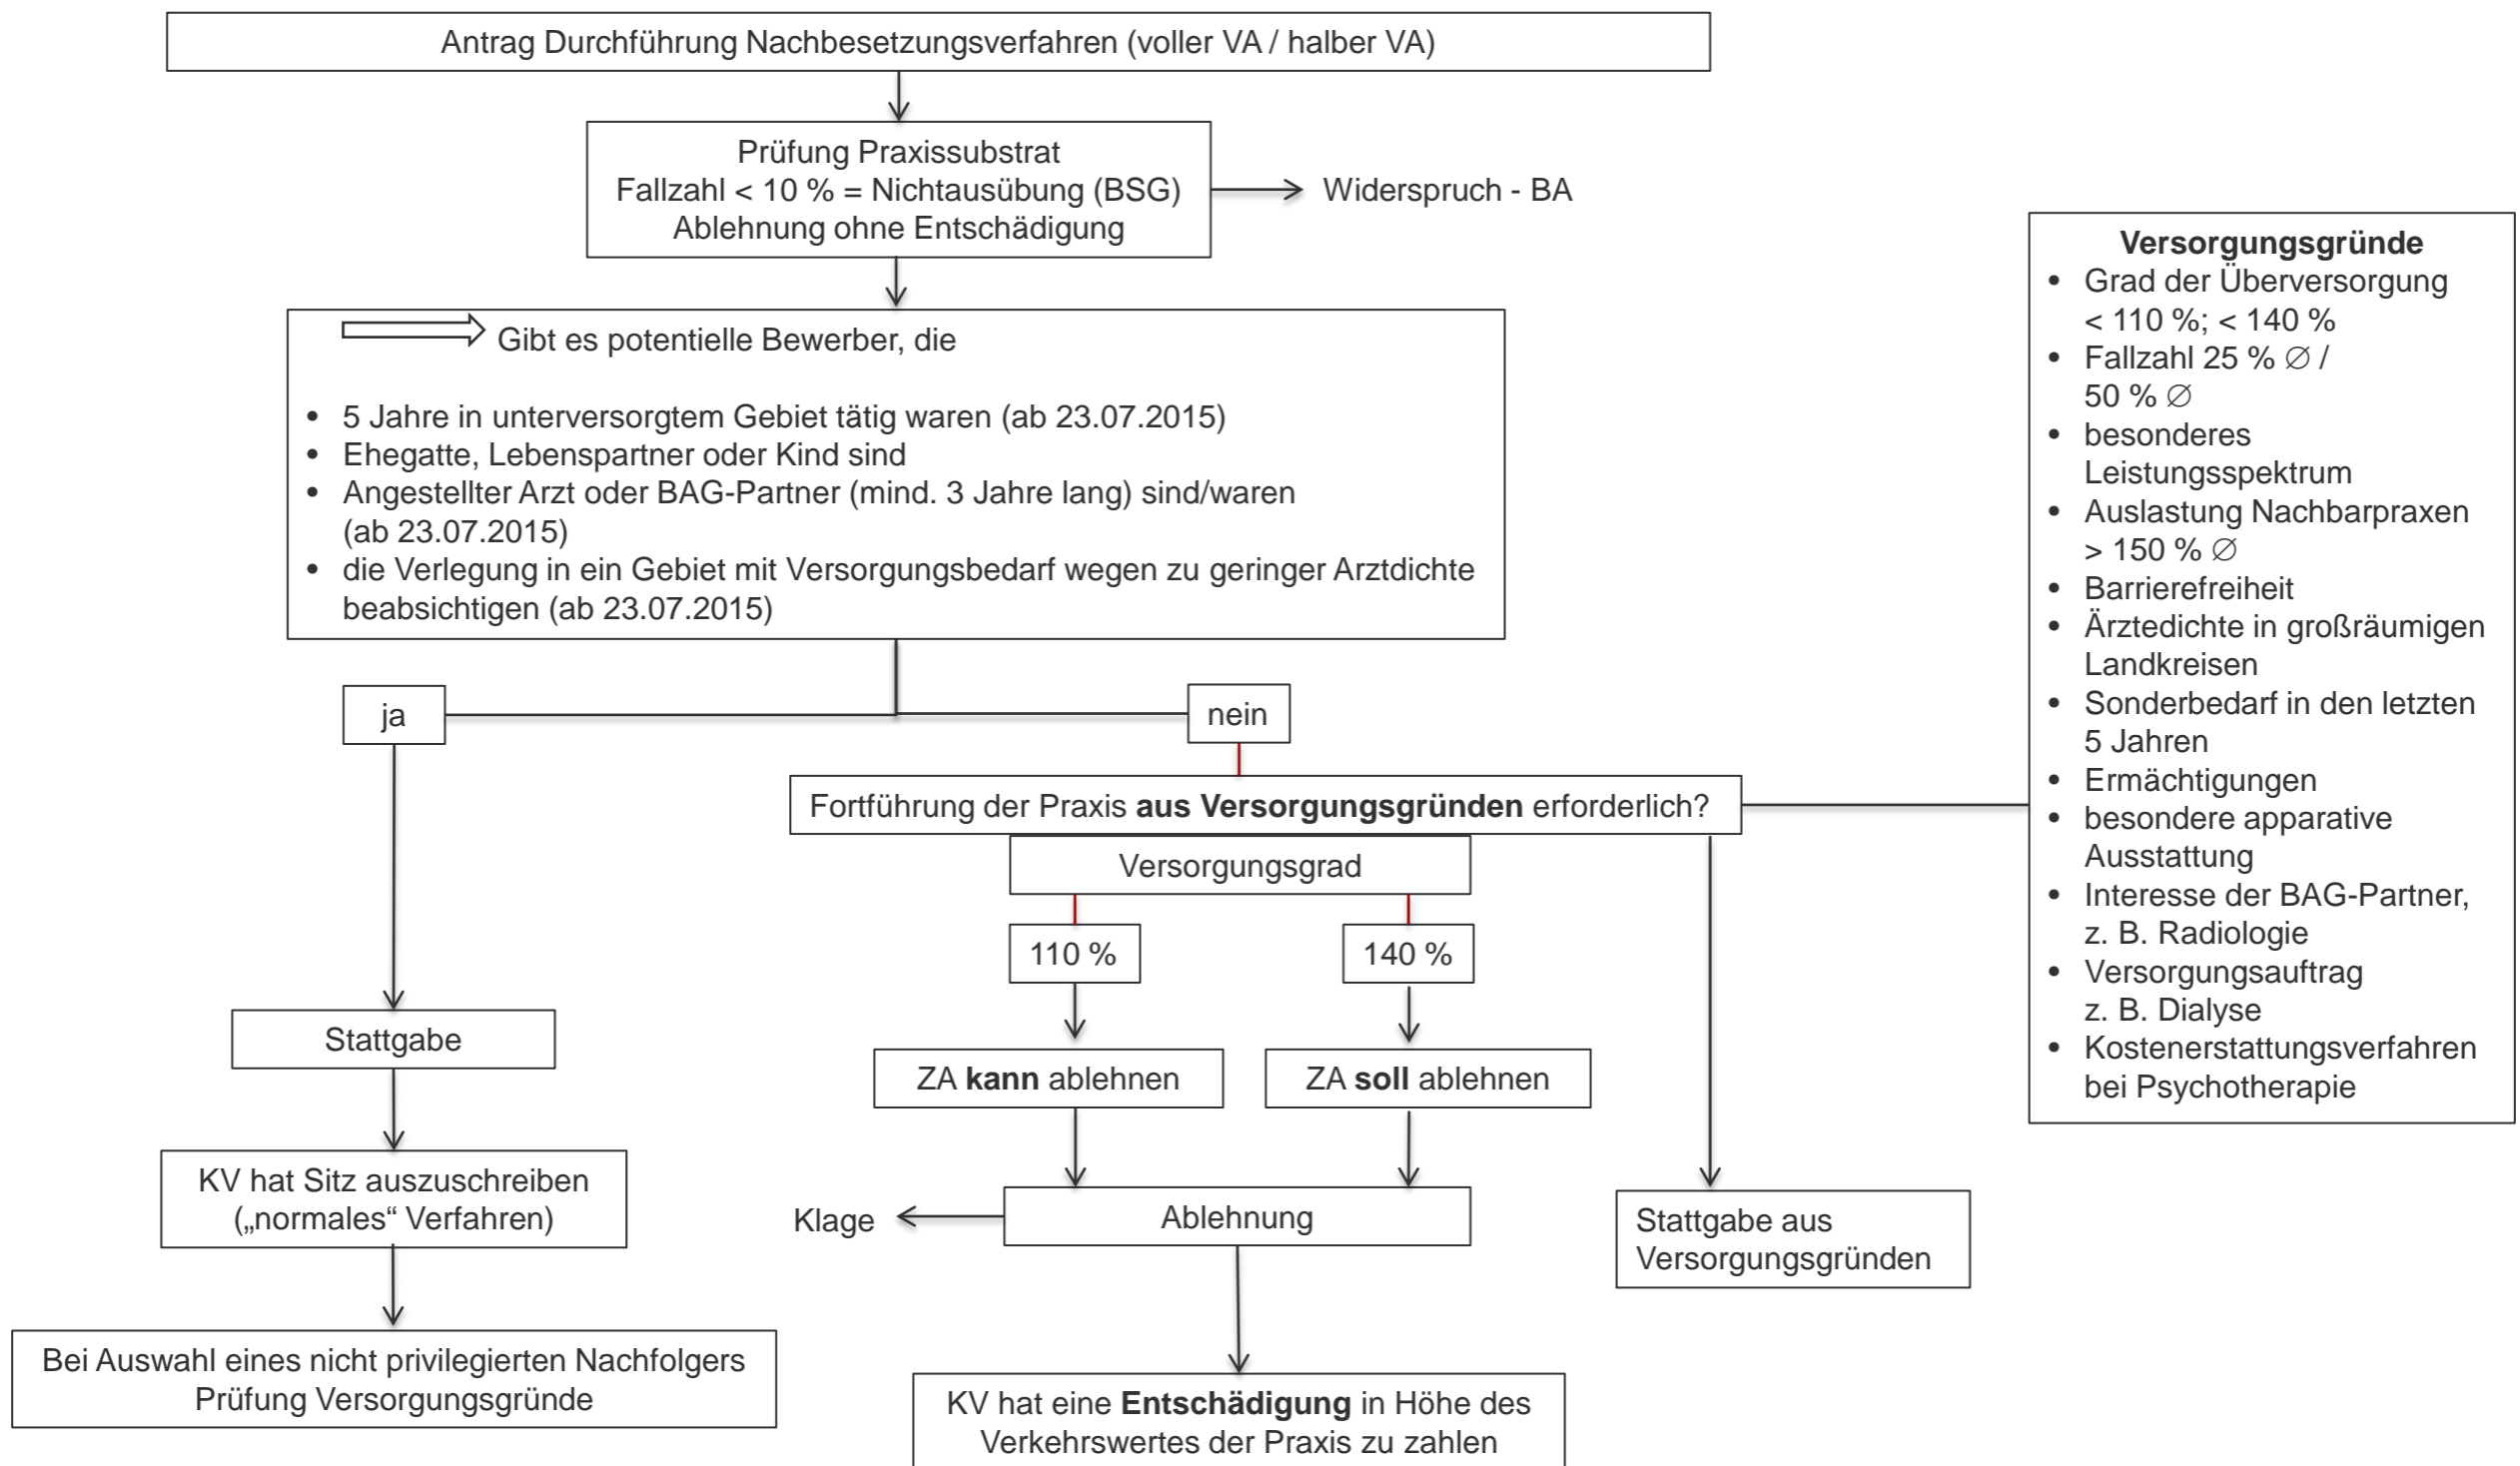 Antrag Durchführung Nachbesetzungsverfahren (voller VA / halber VA)
Prüfung Praxissubstrat
Fallzahl < 10 % = Nichtausübung (BSG)
Ablehnung ohne Entschädigung
Widerspruch - BA
Gibt es potentielle Bewerber, die
• 5 Jahre in unterversorgtem Gebiet tätig waren (ab 23.07.2015)
• Ehegatte, Lebenspartner oder Kind sind
• Angestellter Arzt oder BAG-Partner (mind. 3 Jahre lang) sind/waren
(ab 23.07.2015)
• die Verlegung in ein Gebiet mit Versorgungsbedarf wegen zu geringer Arztdichte
beabsichtigen (ab 23.07.2015)
ja
nein
Fortführung der Praxis aus Versorgungsgründen erforderlich?
Versorgungsgrad
110 %
140 %
ZA kann ablehnen
ZA soll ablehnen
Stattgabe
KV hat Sitz auszuschreiben
(„normales“ Verfahren)
Bei Auswahl eines nicht privilegierten Nachfolgers
Prüfung Versorgungsgründe
Klage
Ablehnung
KV hat eine Entschädigung in Höhe des
Verkehrswertes der Praxis zu zahlen
Stattgabe aus
Versorgungsgründen
Versorgungsgründe
• Grad der Überversorgung
< 110 %; < 140 %
• Fallzahl 25 % ∅ /
50 % ∅
• besonderes
Leistungsspektrum
• Auslastung Nachbarpraxen
> 150 % ∅
• Barrierefreiheit
• Ärztedichte in großräumigen
Landkreisen
• Sonderbedarf in den letzten
5 Jahren
• Ermächtigungen
• besondere apparative
Ausstattung
• Interesse der BAG-Partner,
z. B. Radiologie
• Versorgungsauftrag
z. B. Dialyse
• Kostenerstattungsverfahren
bei Psychotherapie